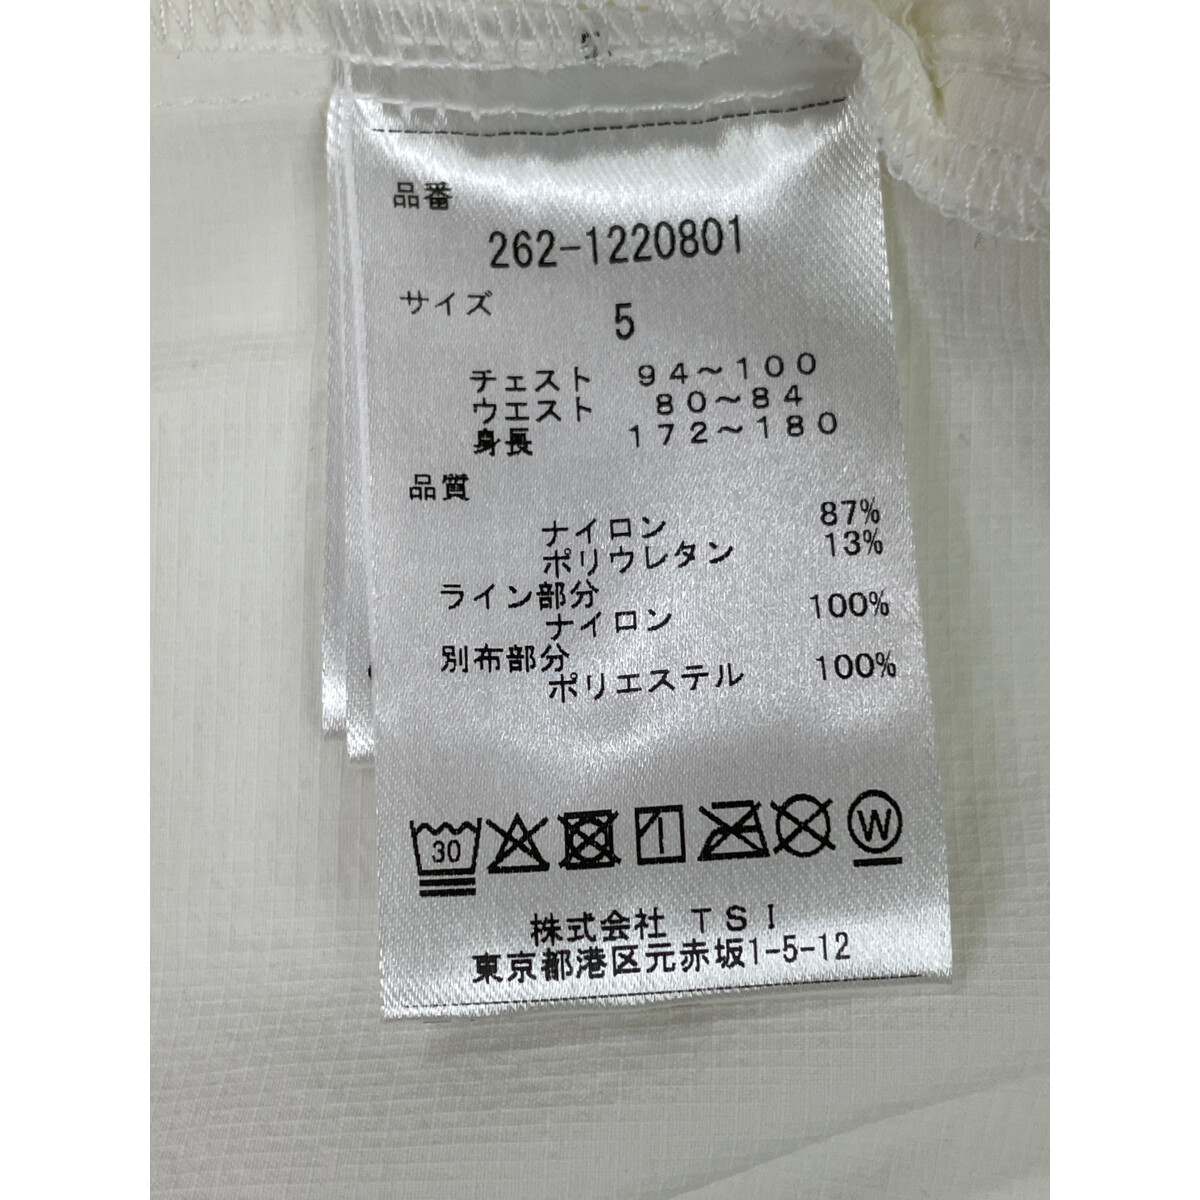 5
品番
262-1220801
サイズ 5
チェスト 94～100
ウエスト 80～84
身長 172～180
品質
ナイロン 87%
ポリウレタン 13%
ライン部分
ナイロン 100%
別布部分
ポリエステル 100%
30 W
株式会社 TSI
東京都港区元赤坂1-5-12